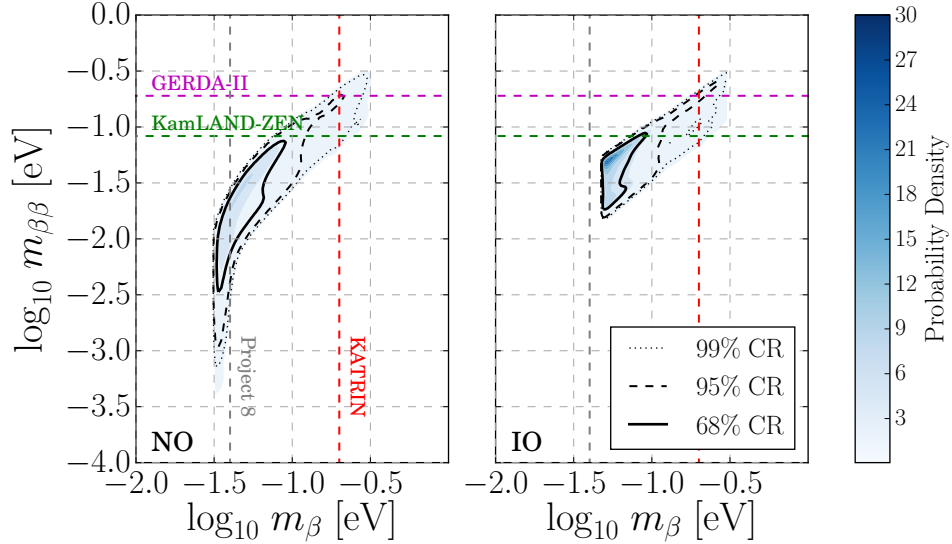 0.0
−0.5
−1.0
−1.5
−2.0
−2.5
−3.0
−3.5
−4.0
log₁₀ mββ [eV]
GERDA-II
KamLAND-ZEN
Project 8
KATRIN
NO
−2.0 −1.5 −1.0 −0.5
log₁₀ mβ [eV]
IO
99% CR
95% CR
68% CR
−2.0 −1.5 −1.0 −0.5
log₁₀ mβ [eV]
30
27
24
21
18
15
12
9
6
3
Probability Density